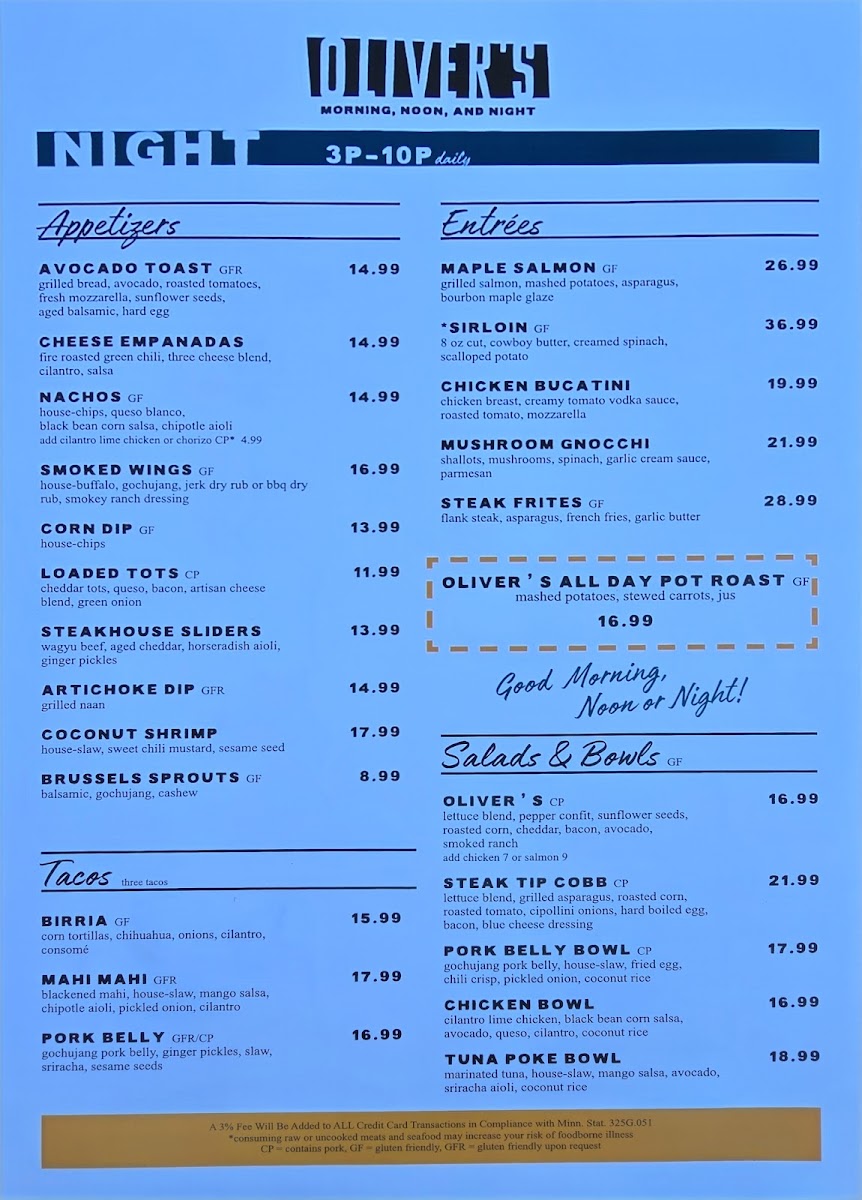 OLIVER'S
MORNING, NOON, AND NIGHT
NIGHT 3P-10P daily
Appetizers
AVOCADO TOAST GFR 14.99
grilled bread, avocado, roasted tomatoes,
fresh mozzarella, sunflower seeds,
aged balsamic, hard egg
CHEESE EMPANADAS 14.99
fire roasted green chili, three cheese blend,
cilantro, salsa
NACHOS GF 14.99
house-chips, queso blanco,
black bean corn salsa, chipotle aioli
add cilantro lime chicken or chorizo CP* 4.99
SMOKED WINGS GF 16.99
house-buffalo, gochujang, jerk dry rub or bbq dry
rub, smokey ranch dressing
CORN DIP GF 13.99
house-chips
LOADED TOTS CP 11.99
cheddar tots, queso, bacon, artisan cheese
blend, green onion
STEAKHOUSE SLIDERS 13.99
wagyu beef, aged cheddar, horseradish aioli,
ginger pickles
ARTICHOKE DIP GFR 14.99
grilled naan
COCONUT SHRIMP 17.99
house-slaw, sweet chili mustard, sesame seed
BRUSSELS SPROUTS GF 8.99
balsamic, gochujang, cashew
Tacos three tacos
BIRRIA GF 15.99
corn tortillas, chihuahua, onions, cilantro,
consomé
MAHI MAHI GFR 17.99
blackened mahi, house-slaw, mango salsa,
chipotle aioli, pickled onion, cilantro
PORK BELLY GFR/CP 16.99
gochujang pork belly, ginger pickles, slaw,
sriracha, sesame seeds
Entrées
MAPLE SALMON GF 26.99
grilled salmon, mashed potatoes, asparagus,
bourbon maple glaze
*SIRLOIN GF 36.99
8 oz cut, cowboy butter, creamed spinach,
scalloped potato
CHICKEN BUCATINI 19.99
chicken breast, creamy tomato vodka sauce,
roasted tomato, mozzarella
MUSHROOM GNOCCHI 21.99
shallots, mushrooms, spinach, garlic cream sauce,
parmesan
STEAK FRITES GF 28.99
flank steak, asparagus, french fries, garlic butter
OLIVER'S ALL DAY POT ROAST GF
mashed potatoes, stewed carrots, jus
16.99
Good Morning,
Noon or Night!
Salads & Bowls GF
OLIVER'S CP 16.99
lettuce blend, pepper confit, sunflower seeds,
roasted corn, cheddar, bacon, avocado,
smoked ranch
add chicken 7 or salmon 9
STEAK TIP COBB CP 21.99
lettuce blend, grilled asparagus, roasted corn,
roasted tomato, cipollini onions, hard boiled egg,
bacon, blue cheese dressing
PORK BELLY BOWL CP 17.99
gochujang pork belly, house-slaw, fried egg,
chili crisp, pickled onion, coconut rice
CHICKEN BOWL 16.99
cilantro lime chicken, black bean corn salsa,
avocado, queso, cilantro, coconut rice
TUNA POKE BOWL 18.99
marinated tuna, house-slaw, mango salsa, avocado,
sriracha aioli, coconut rice
A 3% Fee Will Be Added to ALL Credit Card Transactions in Compliance with Minn. Stat. 325G.051
*consuming raw or uncooked meats and seafood may increase your risk of foodborne illness
CP = contains pork, GF = gluten friendly, GFR = gluten friendly upon request